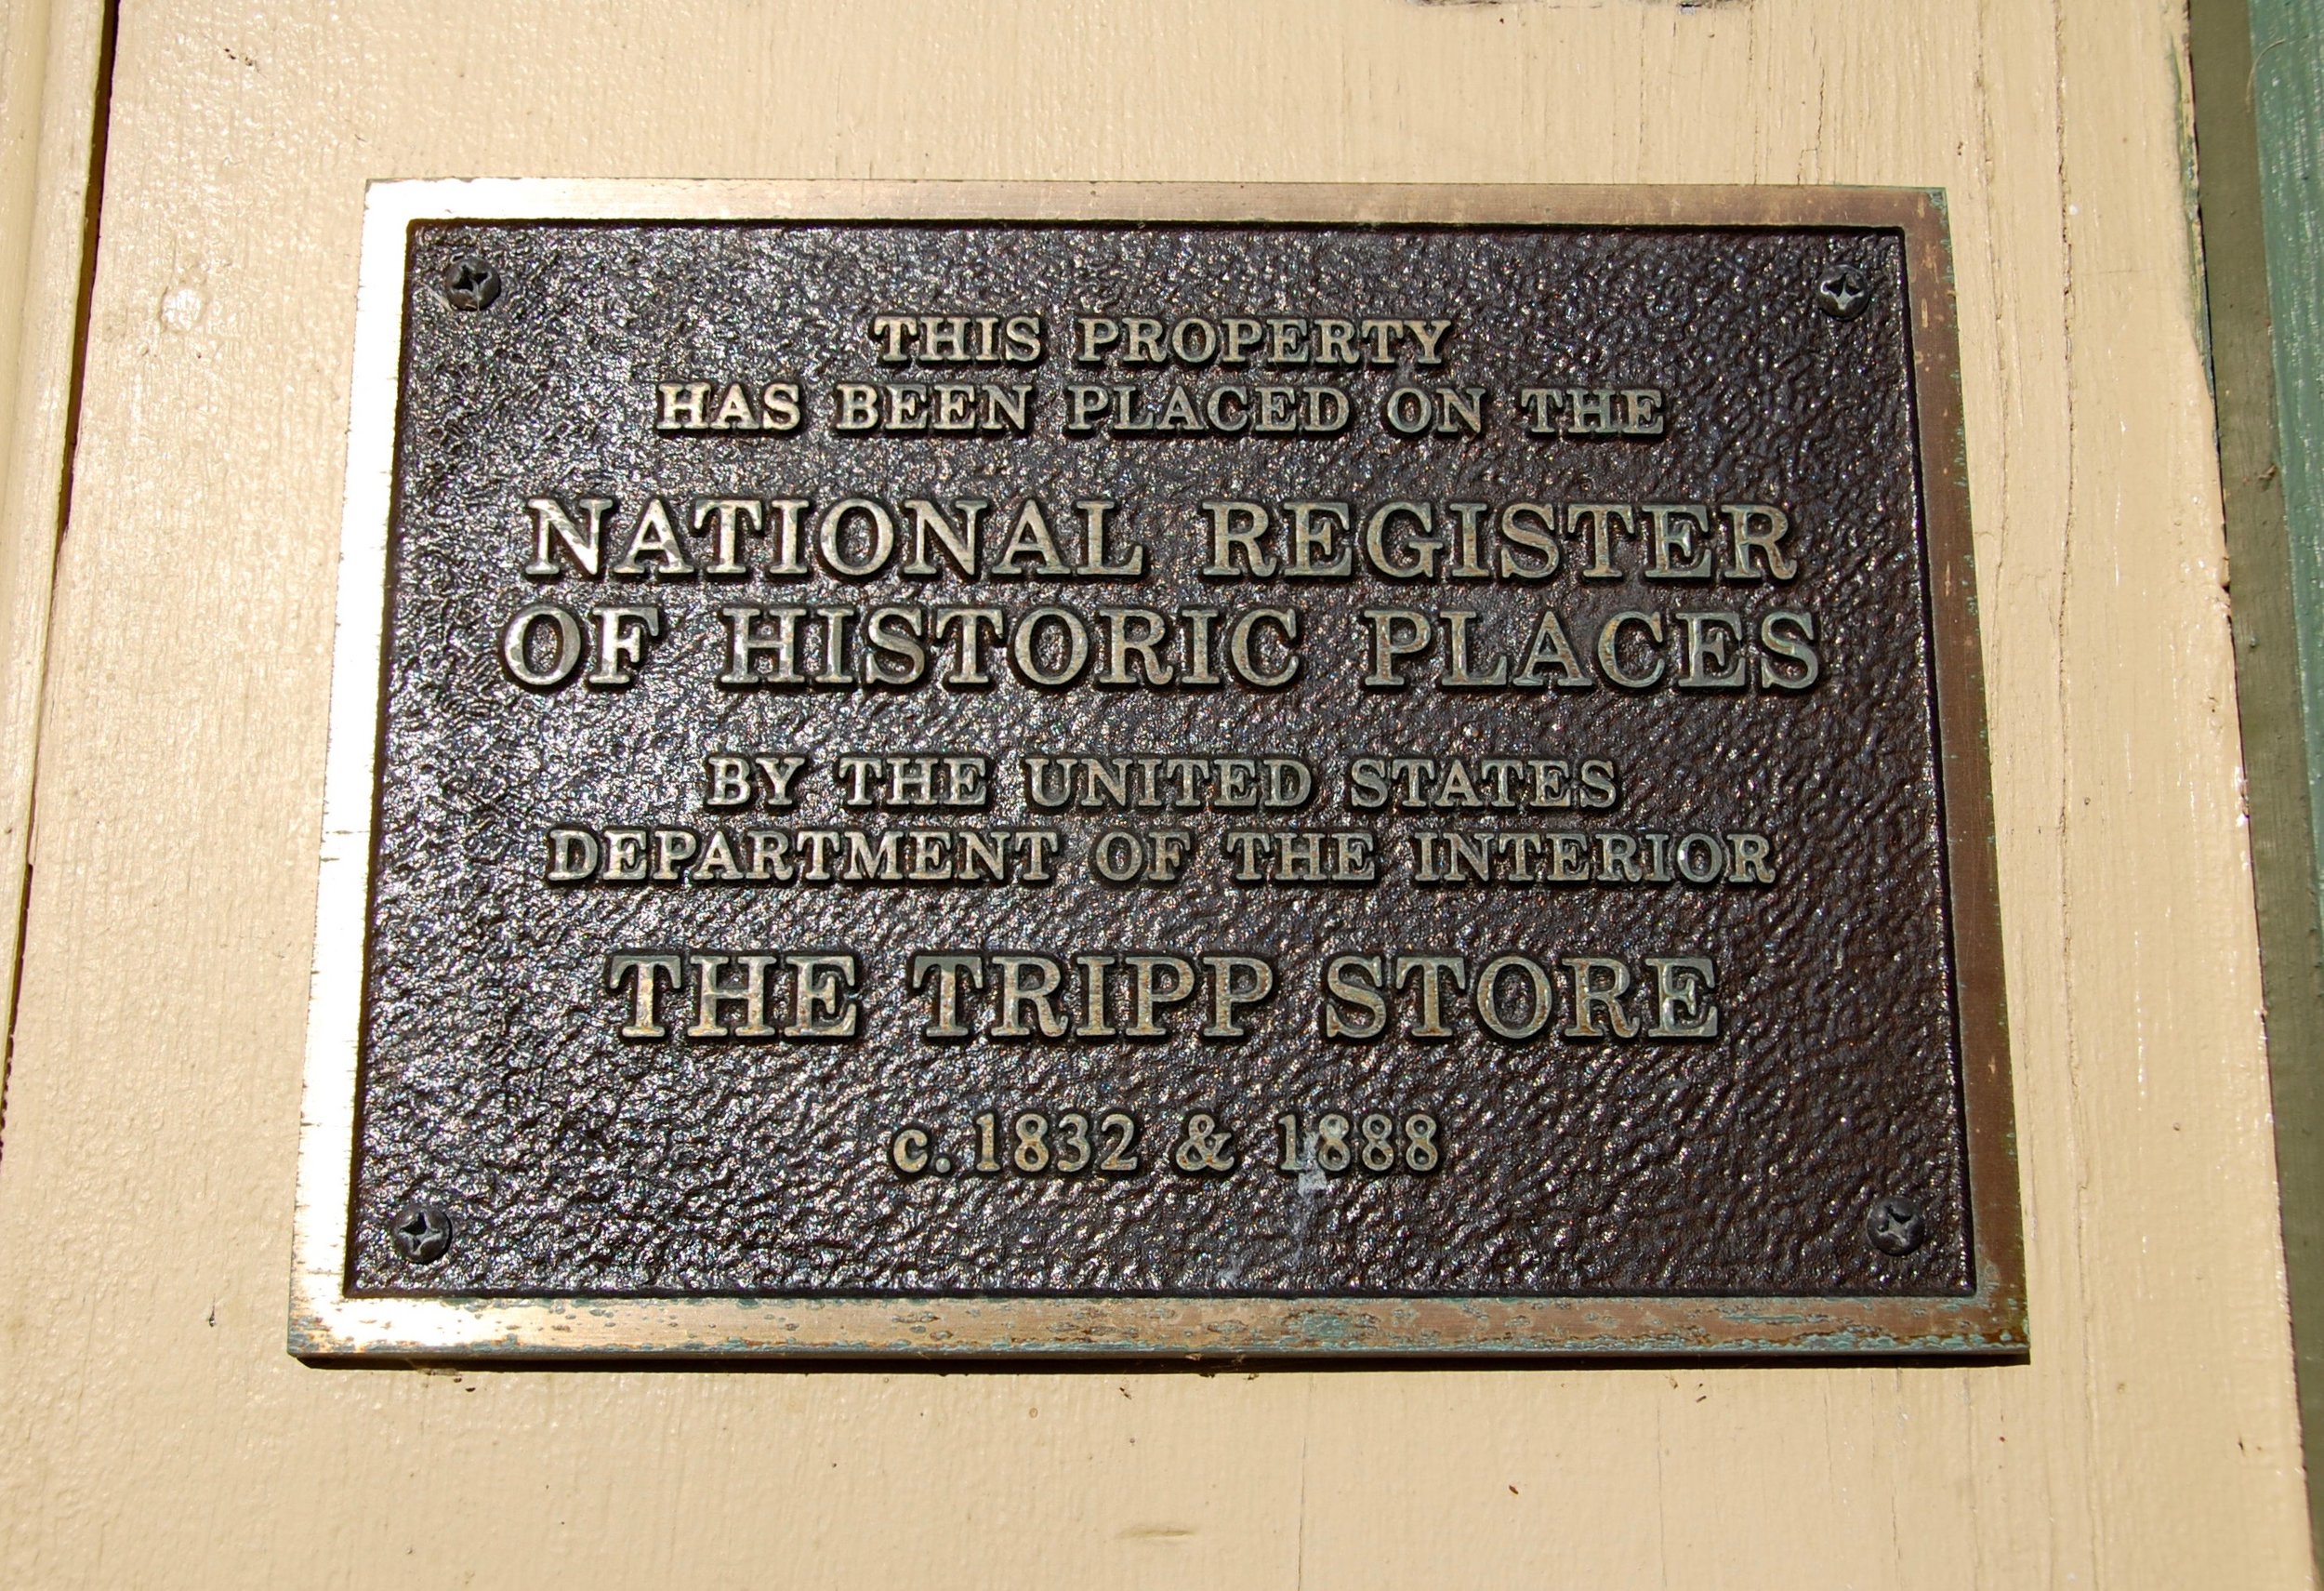 THIS PROPERTY
HAS BEEN PLACED ON THE
NATIONAL REGISTER
OF HISTORIC PLACES
BY THE UNITED STATES
DEPARTMENT OF THE INTERIOR
THE TRIPP STORE
c. 1832 & 1888